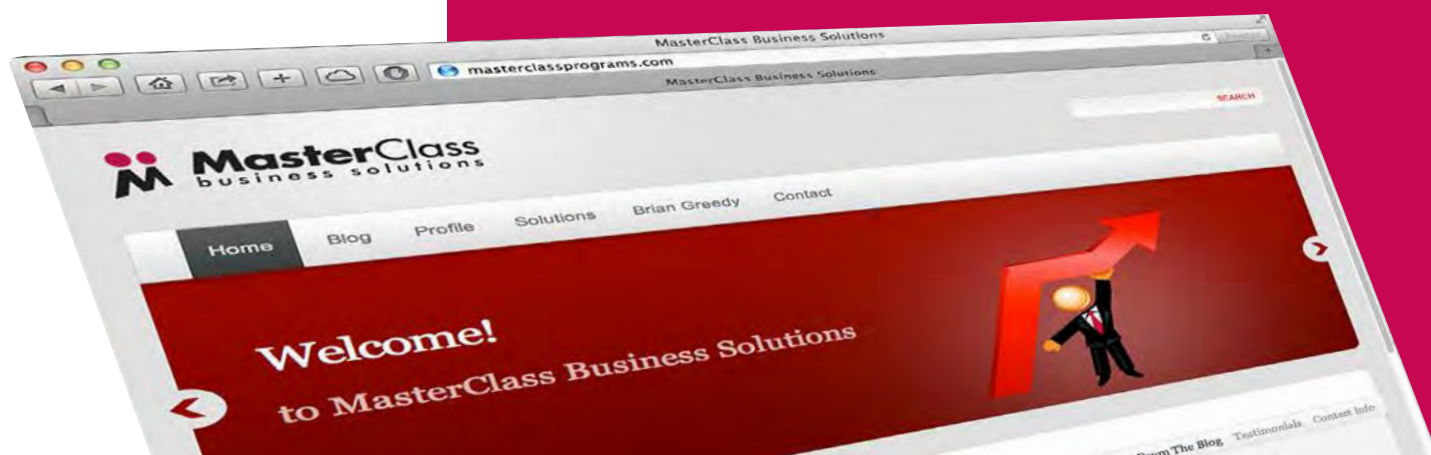 MasterClass Business Solutions
masterclassprograms.com
Reader
MasterClass Business Solutions
SEARCH
MasterClass
business solutions
Home Blog Profile Solutions Brian Greedy Contact
Welcome!
to MasterClass Business Solutions
From The Blog Testimonials Contact Info